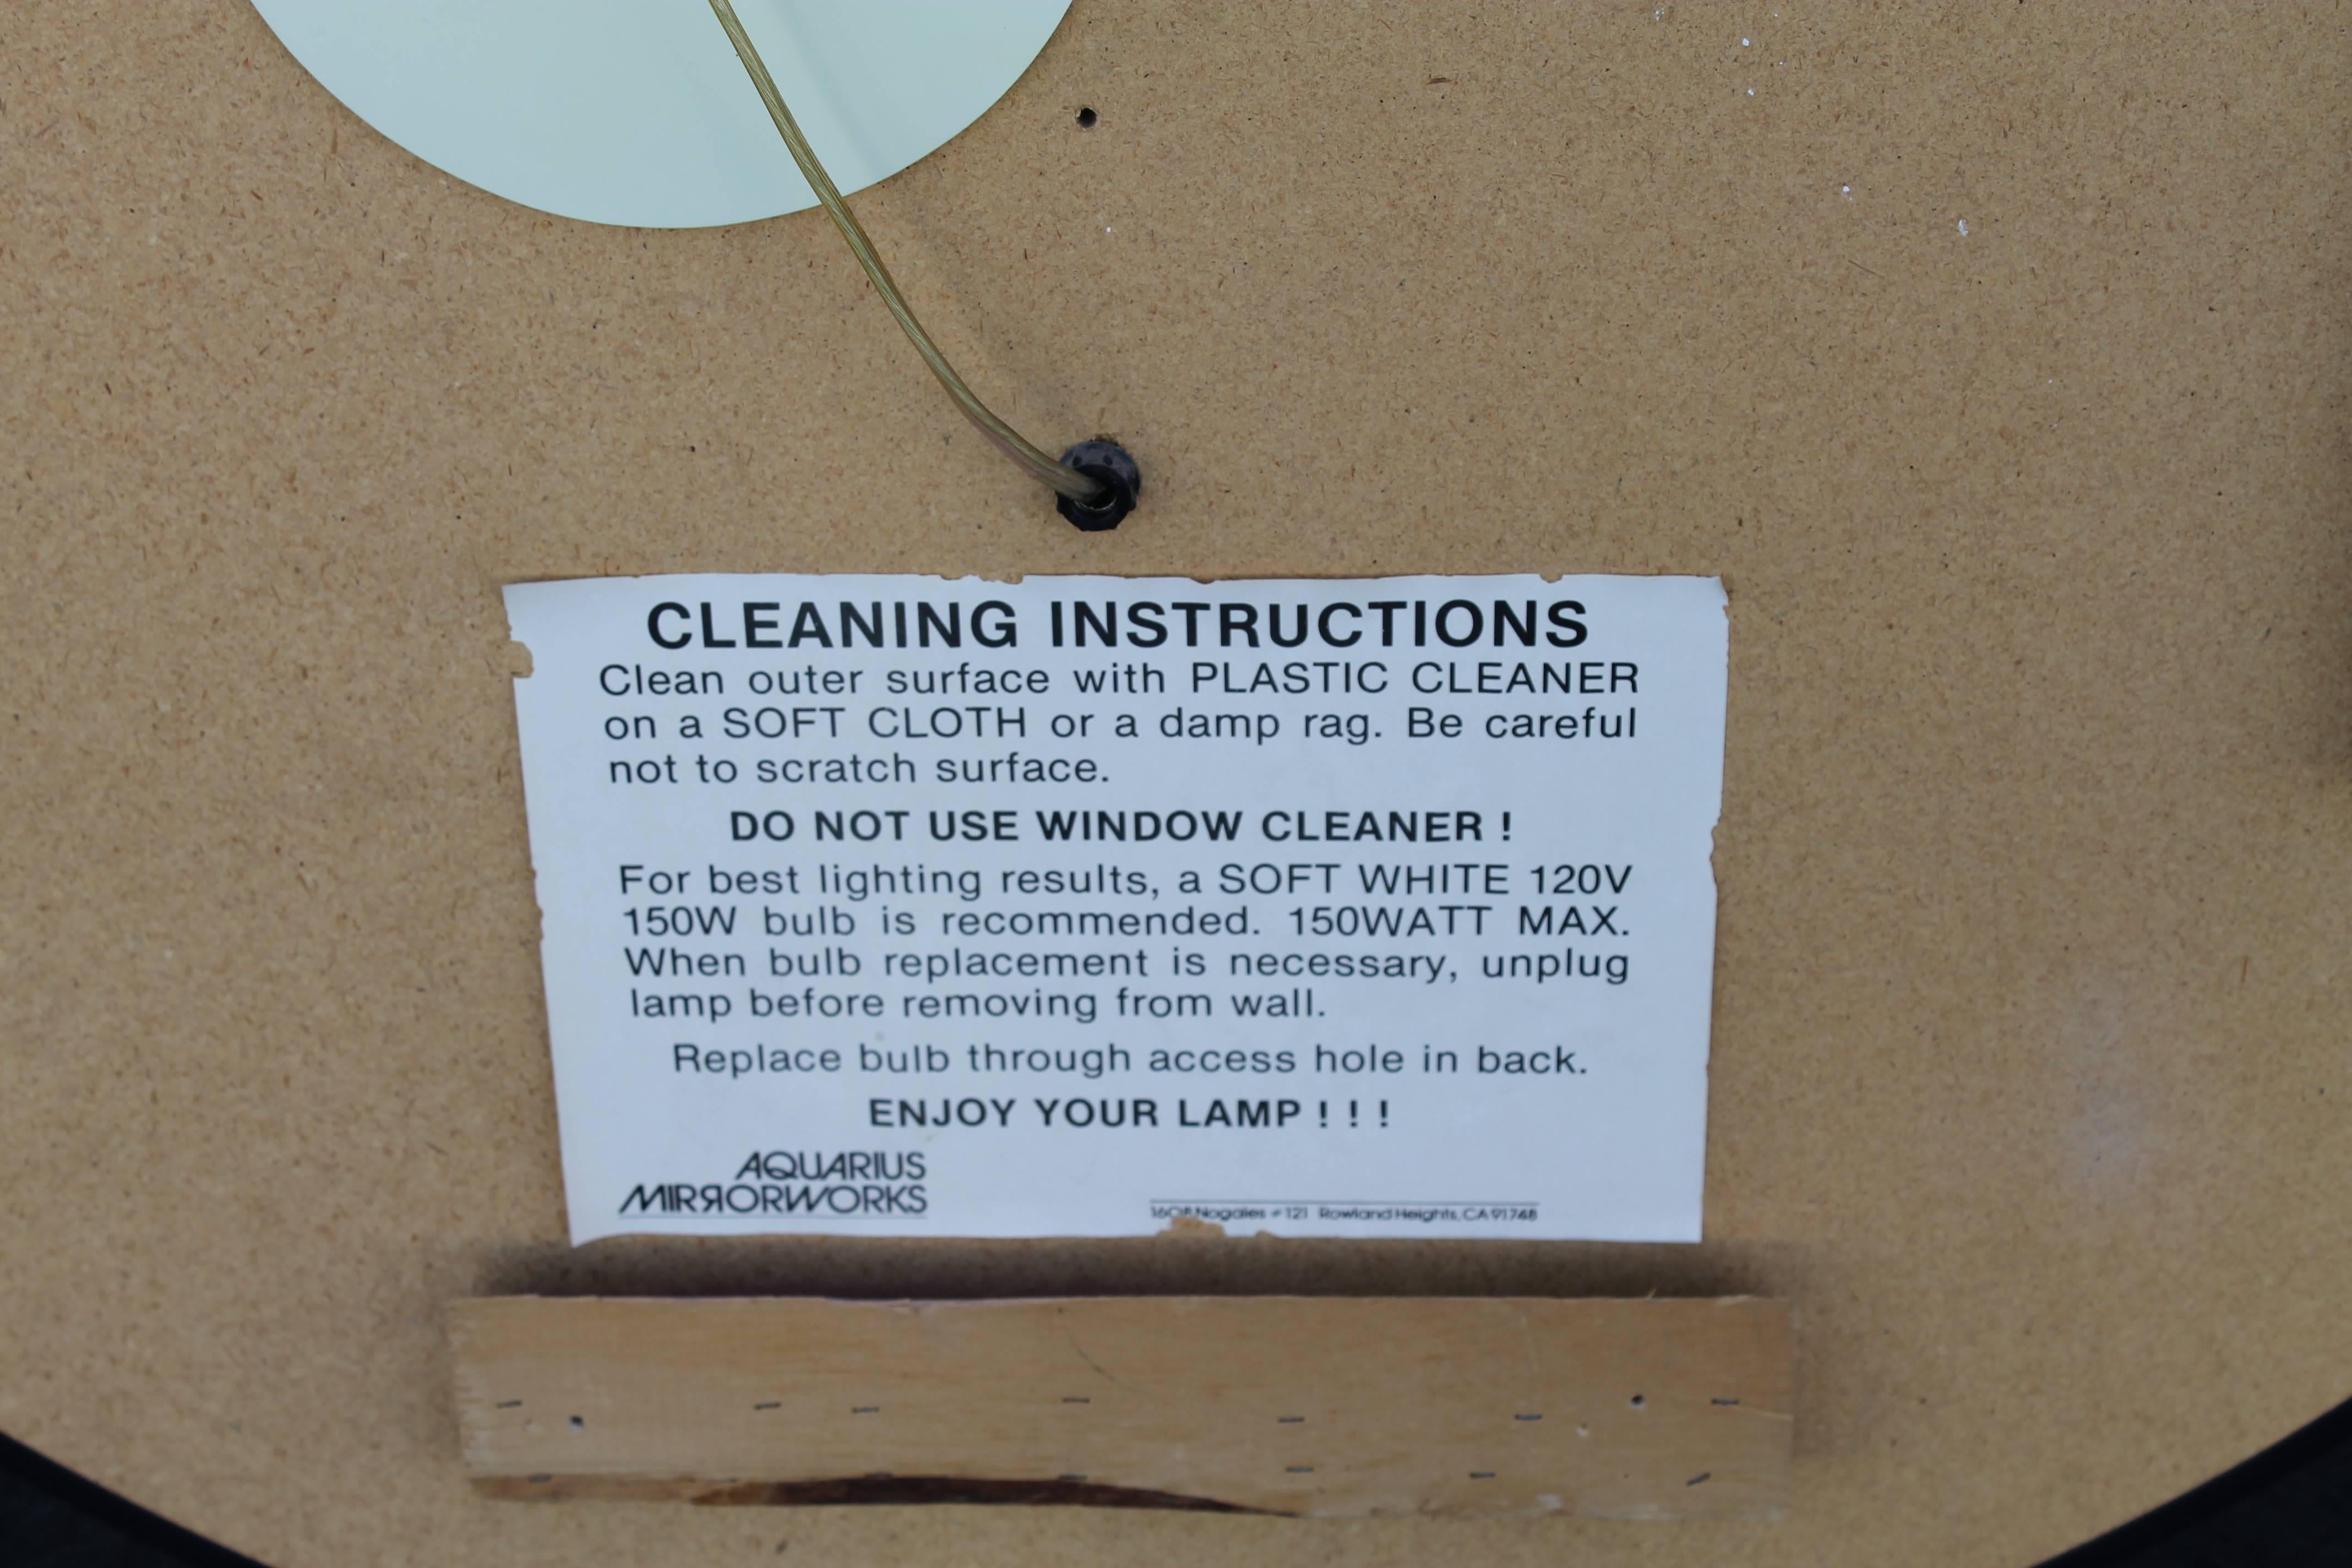 CLEANING INSTRUCTIONS
Clean outer surface with PLASTIC CLEANER
on a SOFT CLOTH or a damp rag. Be careful
not to scratch surface.
DO NOT USE WINDOW CLEANER !
For best lighting results, a SOFT WHITE 120V
150W bulb is recommended. 150WATT MAX.
When bulb replacement is necessary, unplug
lamp before removing from wall.
Replace bulb through access hole in back.
ENJOY YOUR LAMP ! ! !
AQUARIUS
MIRRORWORKS
Nogales #121 Rowland Heights, CA 91748